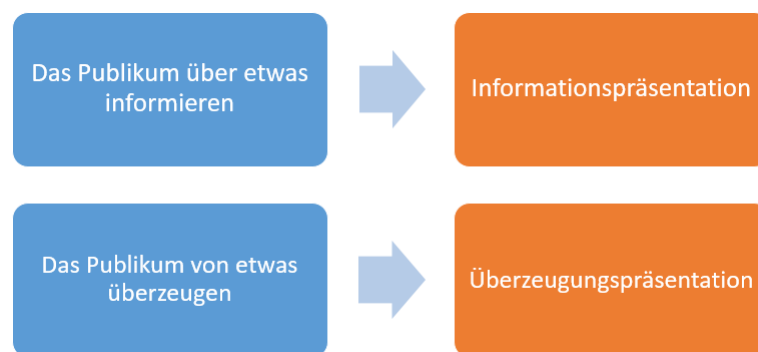 Das Publikum über etwas
informieren
Informationspräsentation
Das Publikum von etwas
überzeugen
Überzeugungspräsentation